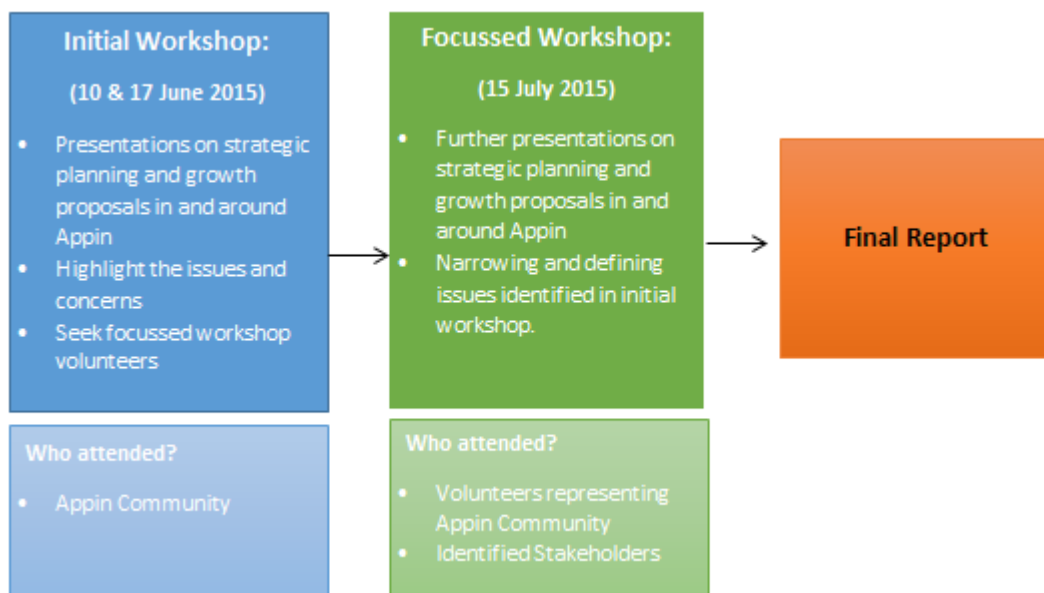 Initial Workshop:
(10 & 17 June 2015)
• Presentations on strategic
planning and growth
proposals in and around
Appin
• Highlight the issues and
concerns
• Seek focussed workshop
volunteers
Who attended?
• Appin Community
Focussed Workshop:
(15 July 2015)
• Further presentations on
strategic planning and
growth proposals in and
around Appin
• Narrowing and defining
issues identified in initial
workshop.
Who attended?
• Volunteers representing
Appin Community
• Identified Stakeholders
Final Report